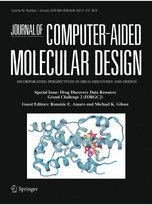 JOURNAL OF
COMPUTER-AIDED
MOLECULAR DESIGN
INCORPORATING PERSPECTIVES IN DRUG DISCOVERY AND DESIGN
Special Issue: Drug Discovery Data Resource
Grand Challenge 2 (D3RGC2)
Guest Editors: Rommie E. Amaro and Michael K. Gilson
Springer